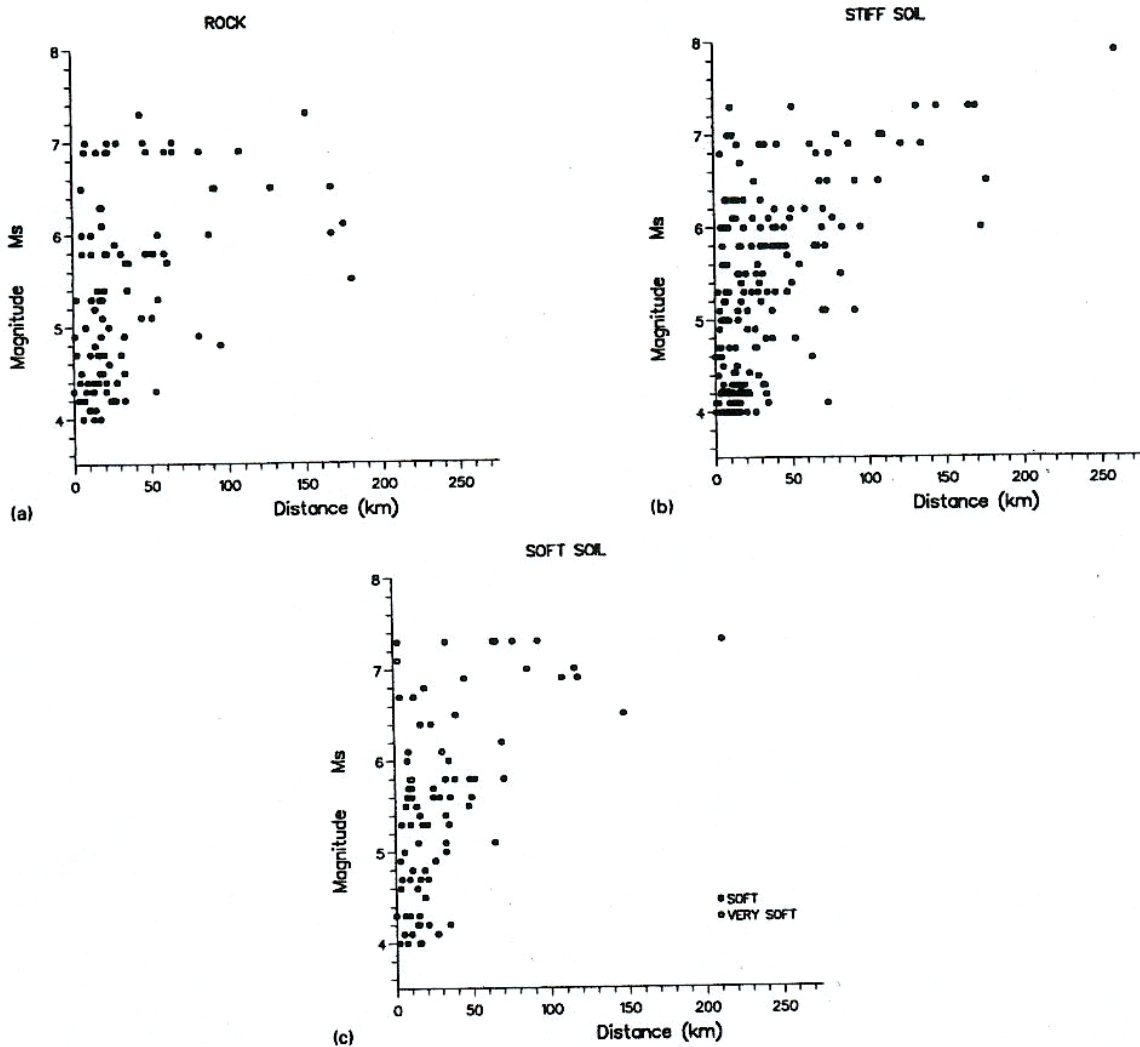 ROCK
8
7
6
5
4
Magnitude Ms
0 50 100 150 200 250
Distance (km)
(a)
STIFF SOIL
8
7
6
5
4
Magnitude Ms
0 50 100 150 200 250
Distance (km)
(b)
SOFT SOIL
8
7
6
5
4
Magnitude Ms
SOFT
VERY SOFT
0 50 100 150 200 250
Distance (km)
(c)